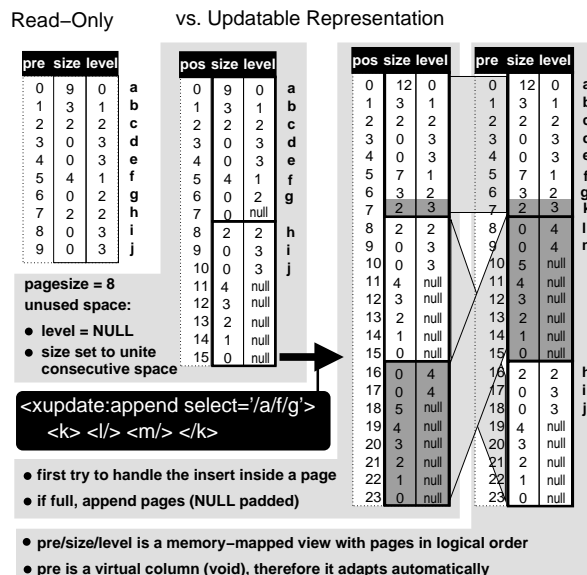 Read–Only vs. Updatable Representation
pre size level
0 9 0 a
1 3 1 b
2 2 2 c
3 0 3 d
4 0 3 e
5 4 1 f
6 0 2 g
7 2 2 h
8 0 3 i
9 0 3 j
pos size level
0 9 0 a
1 3 1 b
2 2 2 c
3 0 3 d
4 0 3 e
5 4 1 f
6 0 2 g
7 0 null
8 2 2 h
9 0 3 i
10 0 3 j
11 4 null
12 3 null
13 2 null
14 1 null
15 0 null
pos size level
0 12 0
1 3 1
2 2 2
3 0 3
4 0 3
5 7 1
6 3 2
7 2 3
8 2 2
9 0 3
10 0 3
11 4 null
12 3 null
13 2 null
14 1 null
15 0 null
16 0 4
17 0 4
18 5 null
19 4 null
20 3 null
21 2 null
22 1 null
23 0 null
pre size level
0 12 0
1 3 1
2 2 2
3 0 3
4 0 3
5 7 1
6 3 2
7 2 3 k
8 0 4
9 0 4
10 5 null
11 4 null
12 3 null
13 2 null
14 1 null
15 0 null
16 2 2
17 0 3 i
18 0 3 j
19 4 null
20 3 null
21 2 null
22 1 null
23 0 null
pagesize = 8
unused space:
● level = NULL
● size set to unite
consecutive space
<xupdate:append select='/a/f/g'>
<k> <l/> <m/> </k>
● first try to handle the insert inside a page
● if full, append pages (NULL padded)
● pre/size/level is a memory–mapped view with pages in logical order
● pre is a virtual column (void), therefore it adapts automatically